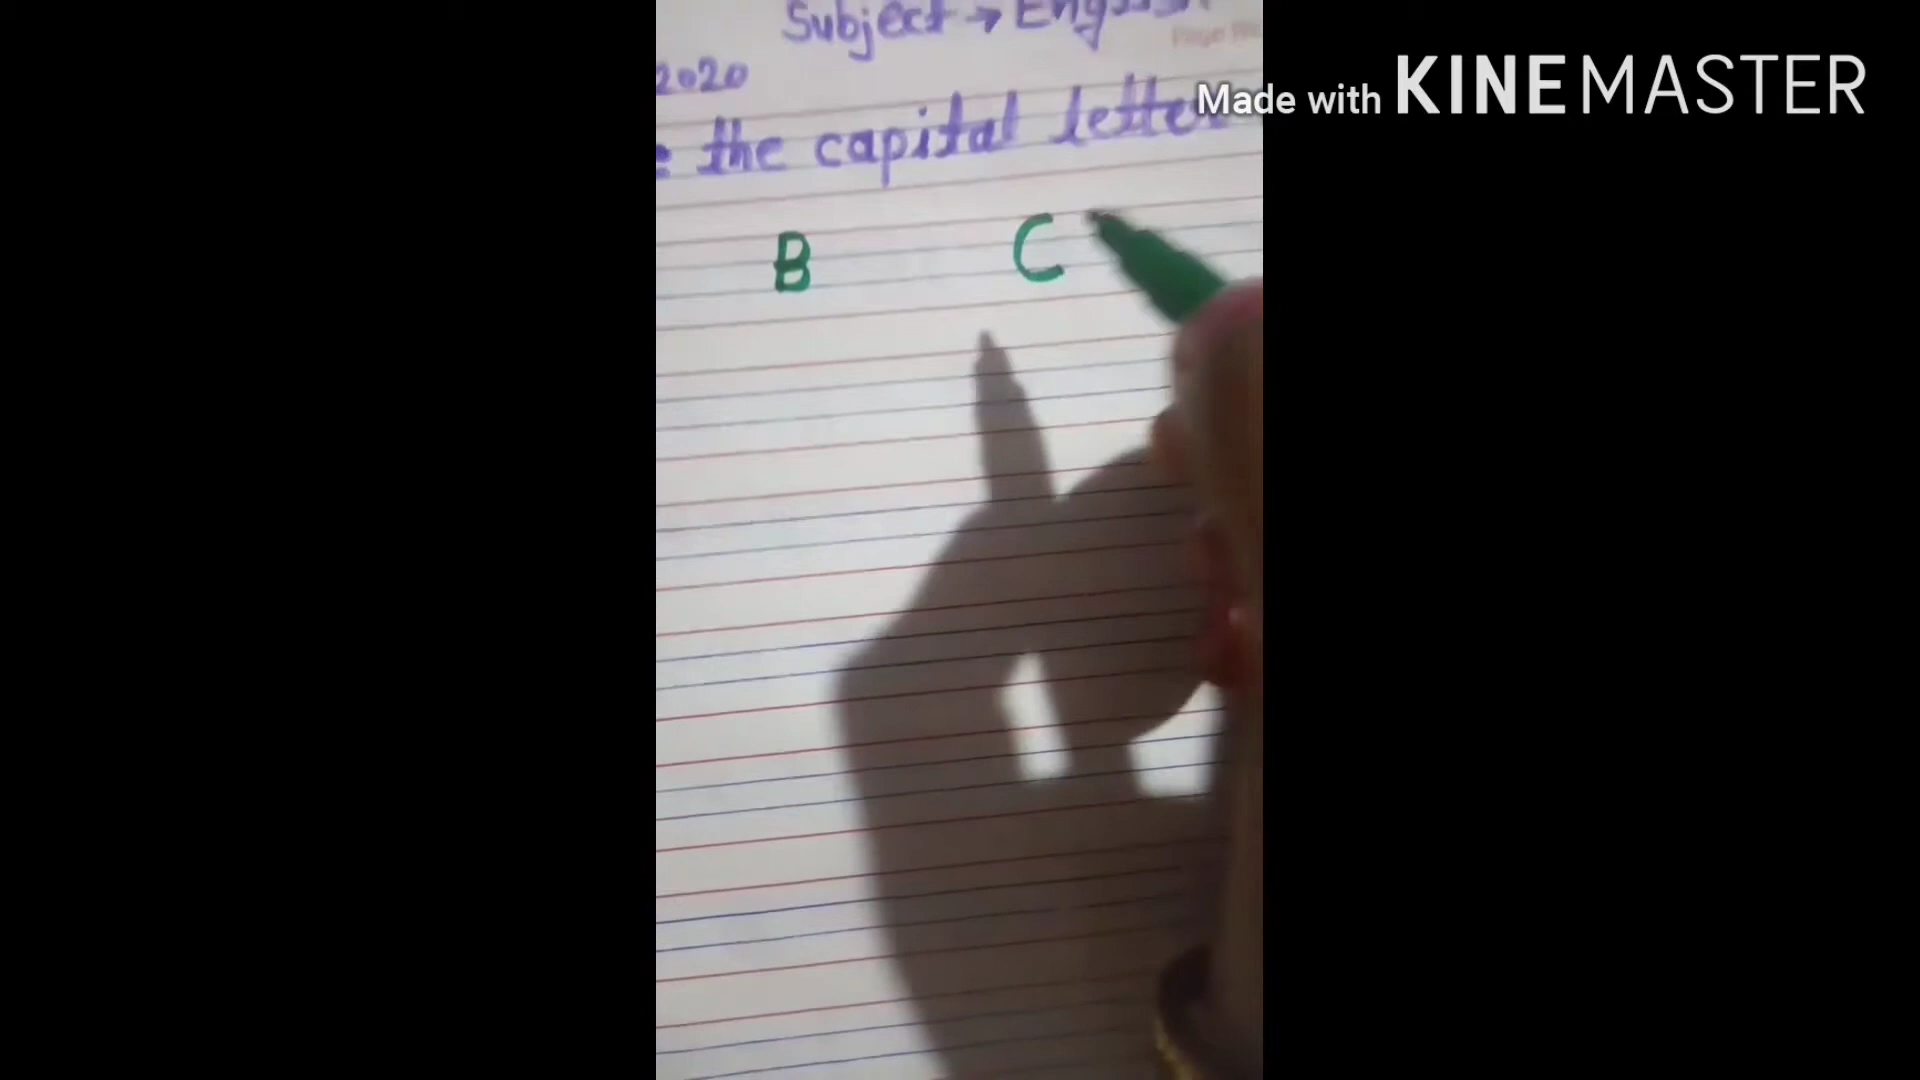 Subject → English
2020
the capital letter
B C
Made with KINEMASTER